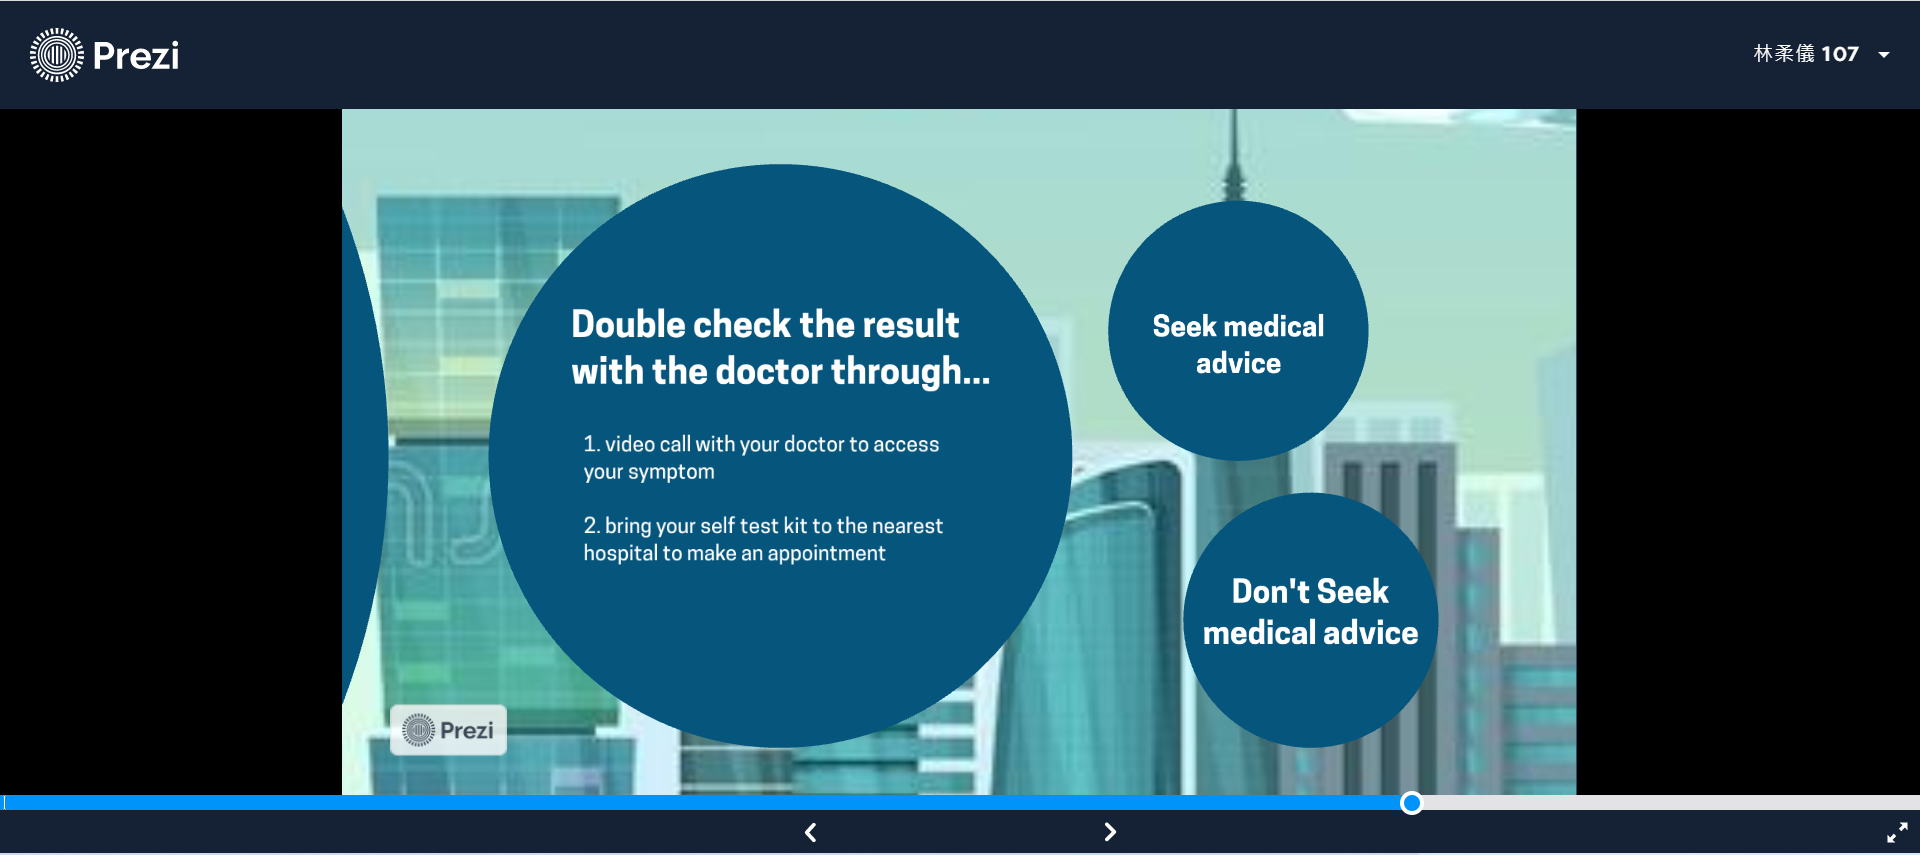 Prezi
林柔儀 107
Double check the result
with the doctor through...
1. video call with your doctor to access
your symptom
2. bring your self test kit to the nearest
hospital to make an appointment
Seek medical
advice
Don't Seek
medical advice
Prezi